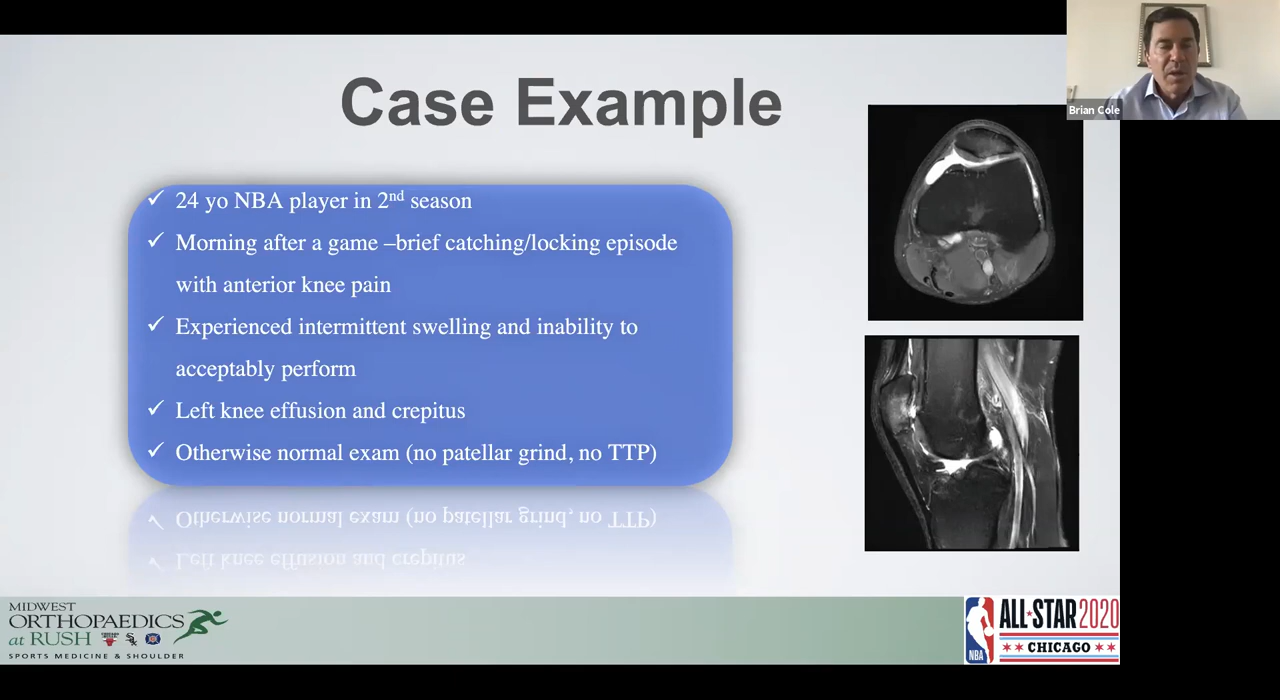 Brian Cole
Case Example
✓ 24 yo NBA player in 2nd season
✓ Morning after a game –brief catching/locking episode
with anterior knee pain
✓ Experienced intermittent swelling and inability to
acceptably perform
✓ Left knee effusion and crepitus
✓ Otherwise normal exam (no patellar grind, no TTP)
MIDWEST
ORTHOPAEDICS
at RUSH
SPORTS MEDICINE & SHOULDER
NBA
ALL★STAR 2020
★★ CHICAGO ★★